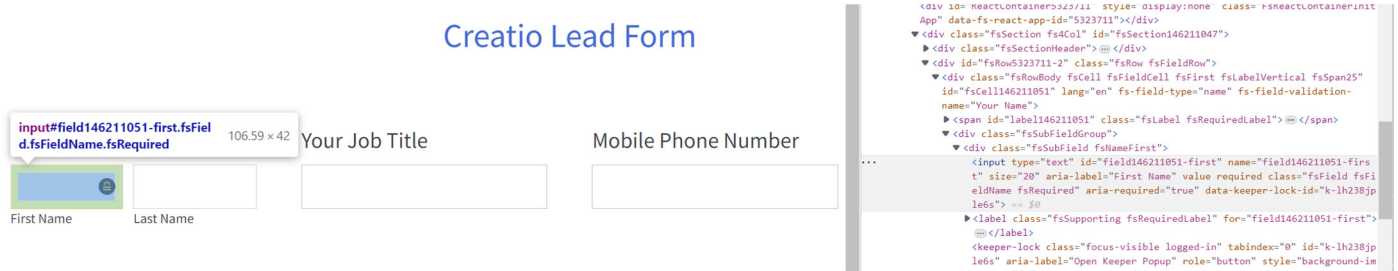 Creatio Lead Form
input#field146211051-first.fsFiel
d.fsFieldName.fsRequired
106.59 × 42
Your Job Title
Mobile Phone Number
First Name
Last Name
<div id="ReactContainer5323711" style="display:none" class="FsReactContainerInit
App" data-fs-react-app-id="5323711"></div>
▼<div class="fsSection fs4Col" id="fsSection146211047">
▶<div class="fsSectionHeader">…</div>
▼<div id="fsRow5323711-2" class="fsRow fsFieldRow">
▼<div class="fsRowBody fsCell fsFieldCell fsFirst fsLabelVertical fsSpan25"
id="fsCell146211051" lang="en" fs-field-type="name" fs-field-validation-
name="Your Name">
▶<span id="label146211051" class="fsLabel fsRequiredLabel">…</span>
▼<div class="fsSubFieldGroup">
▼<div class="fsSubField fsNameFirst">
…
<input type="text" id="field146211051-first" name="field146211051-firs
t" size="20" aria-label="First Name" value required class="fsField fsFi
eldName fsRequired" aria-required="true" data-keeper-lock-id="k-lh238jp
le6s"> == $0
▶<label class="fsSupporting fsRequiredLabel" for="field146211051-first">
…</label>
<keeper-lock class="focus-visible logged-in" tabindex="0" id="k-lh238jp
le6s" aria-label="Open Keeper Popup" role="button" style="background-im